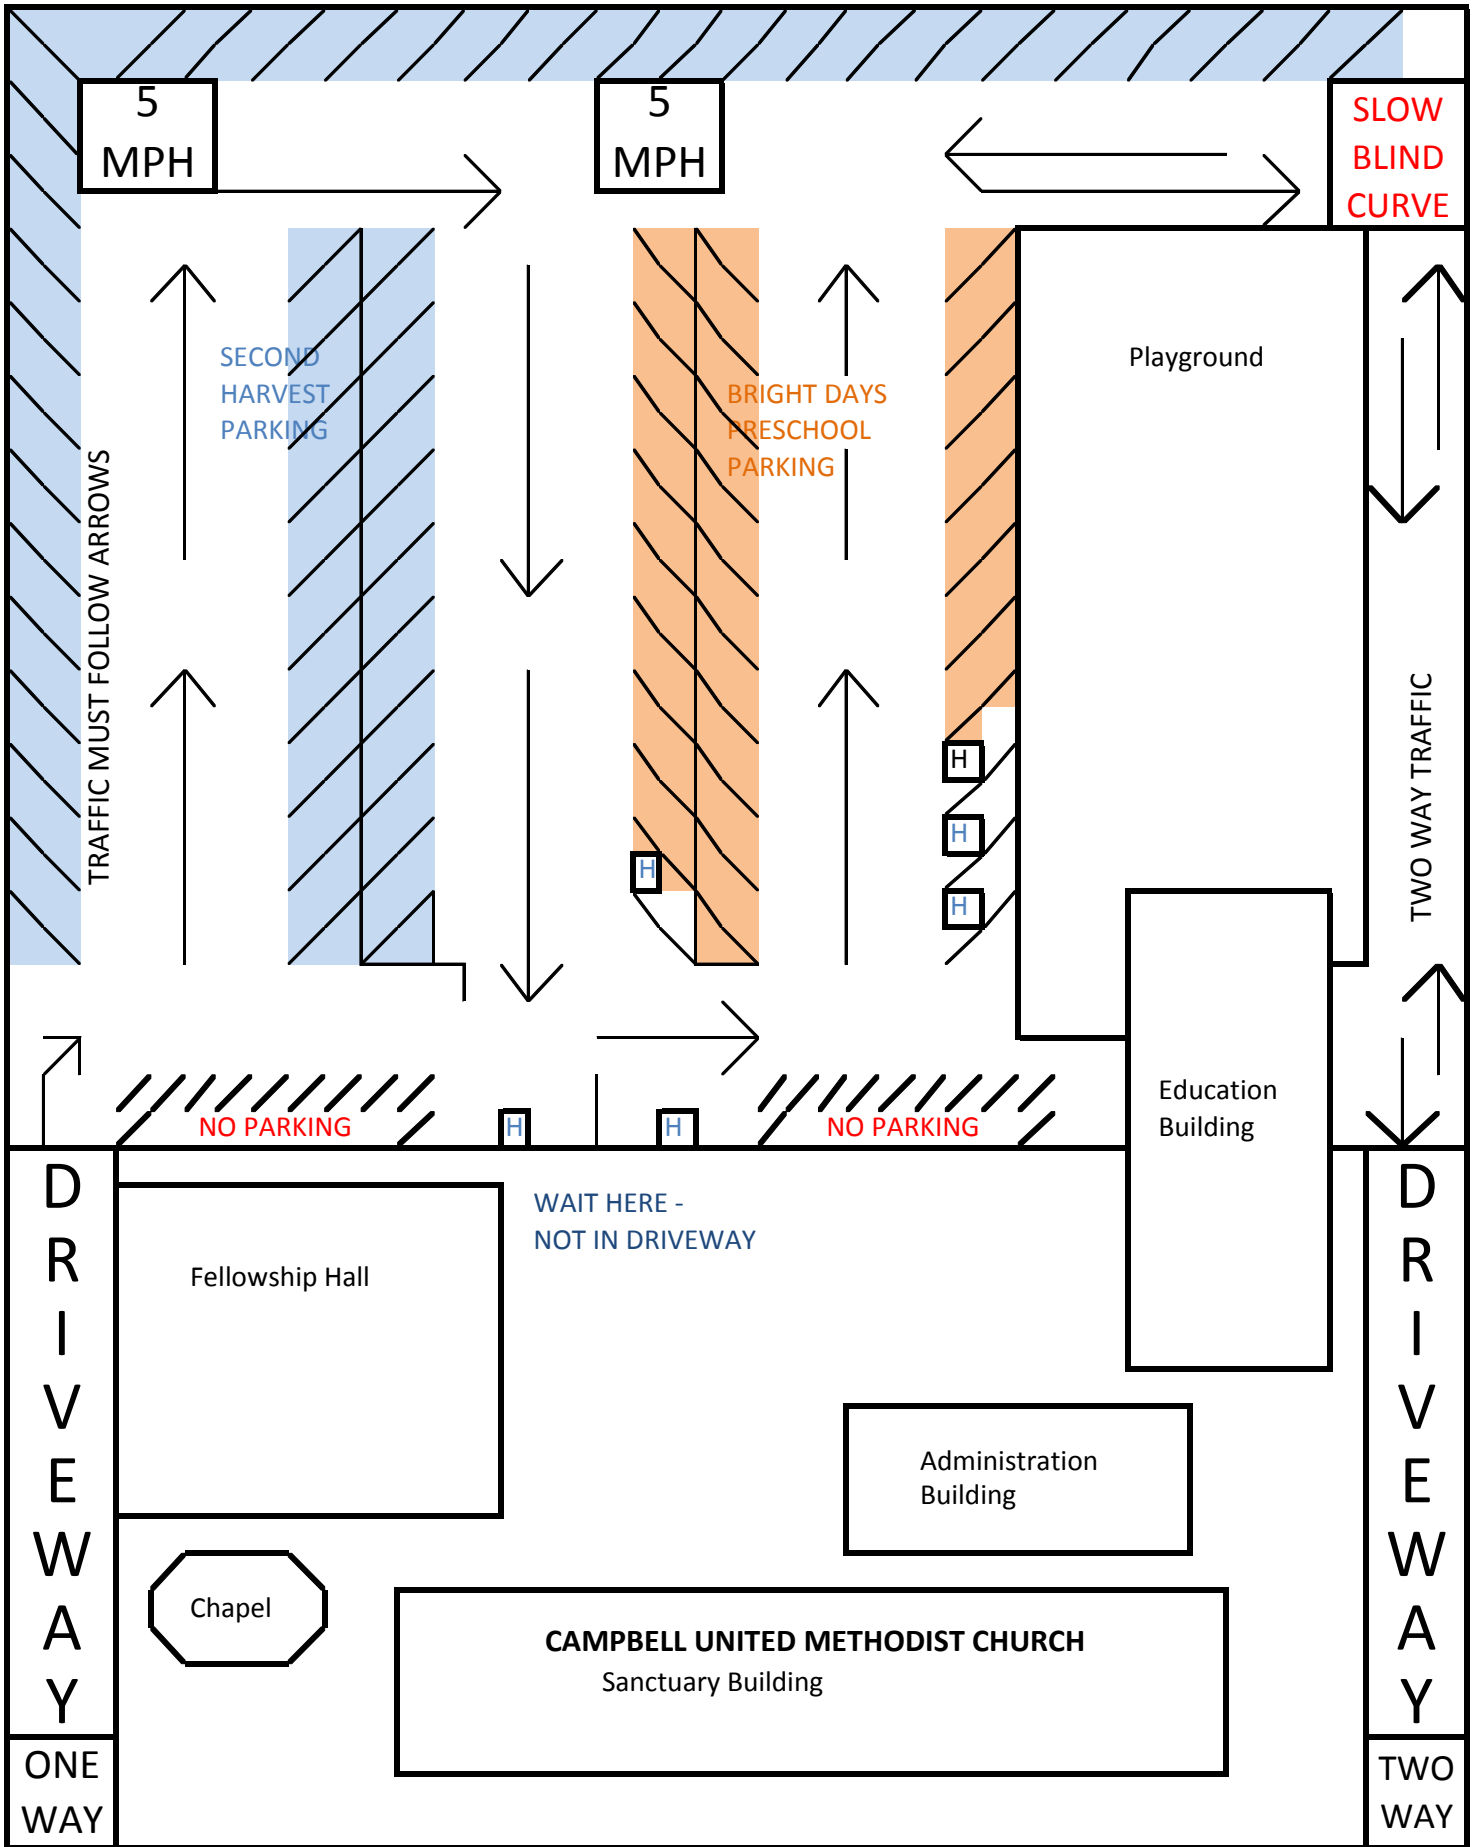 5
MPH
5
MPH
SLOW
BLIND
CURVE
SECOND
HARVEST
PARKING
BRIGHT DAYS
PRESCHOOL
PARKING
Playground
TRAFFIC MUST FOLLOW ARROWS
TWO WAY TRAFFIC
H
H
H
H
NO PARKING
H
H
NO PARKING
Education
Building
DRIVEWAY
ONE
WAY
WAIT HERE -
NOT IN DRIVEWAY
Fellowship Hall
Administration
Building
Chapel
CAMPBELL UNITED METHODIST CHURCH
Sanctuary Building
DRIVEWAY
TWO
WAY